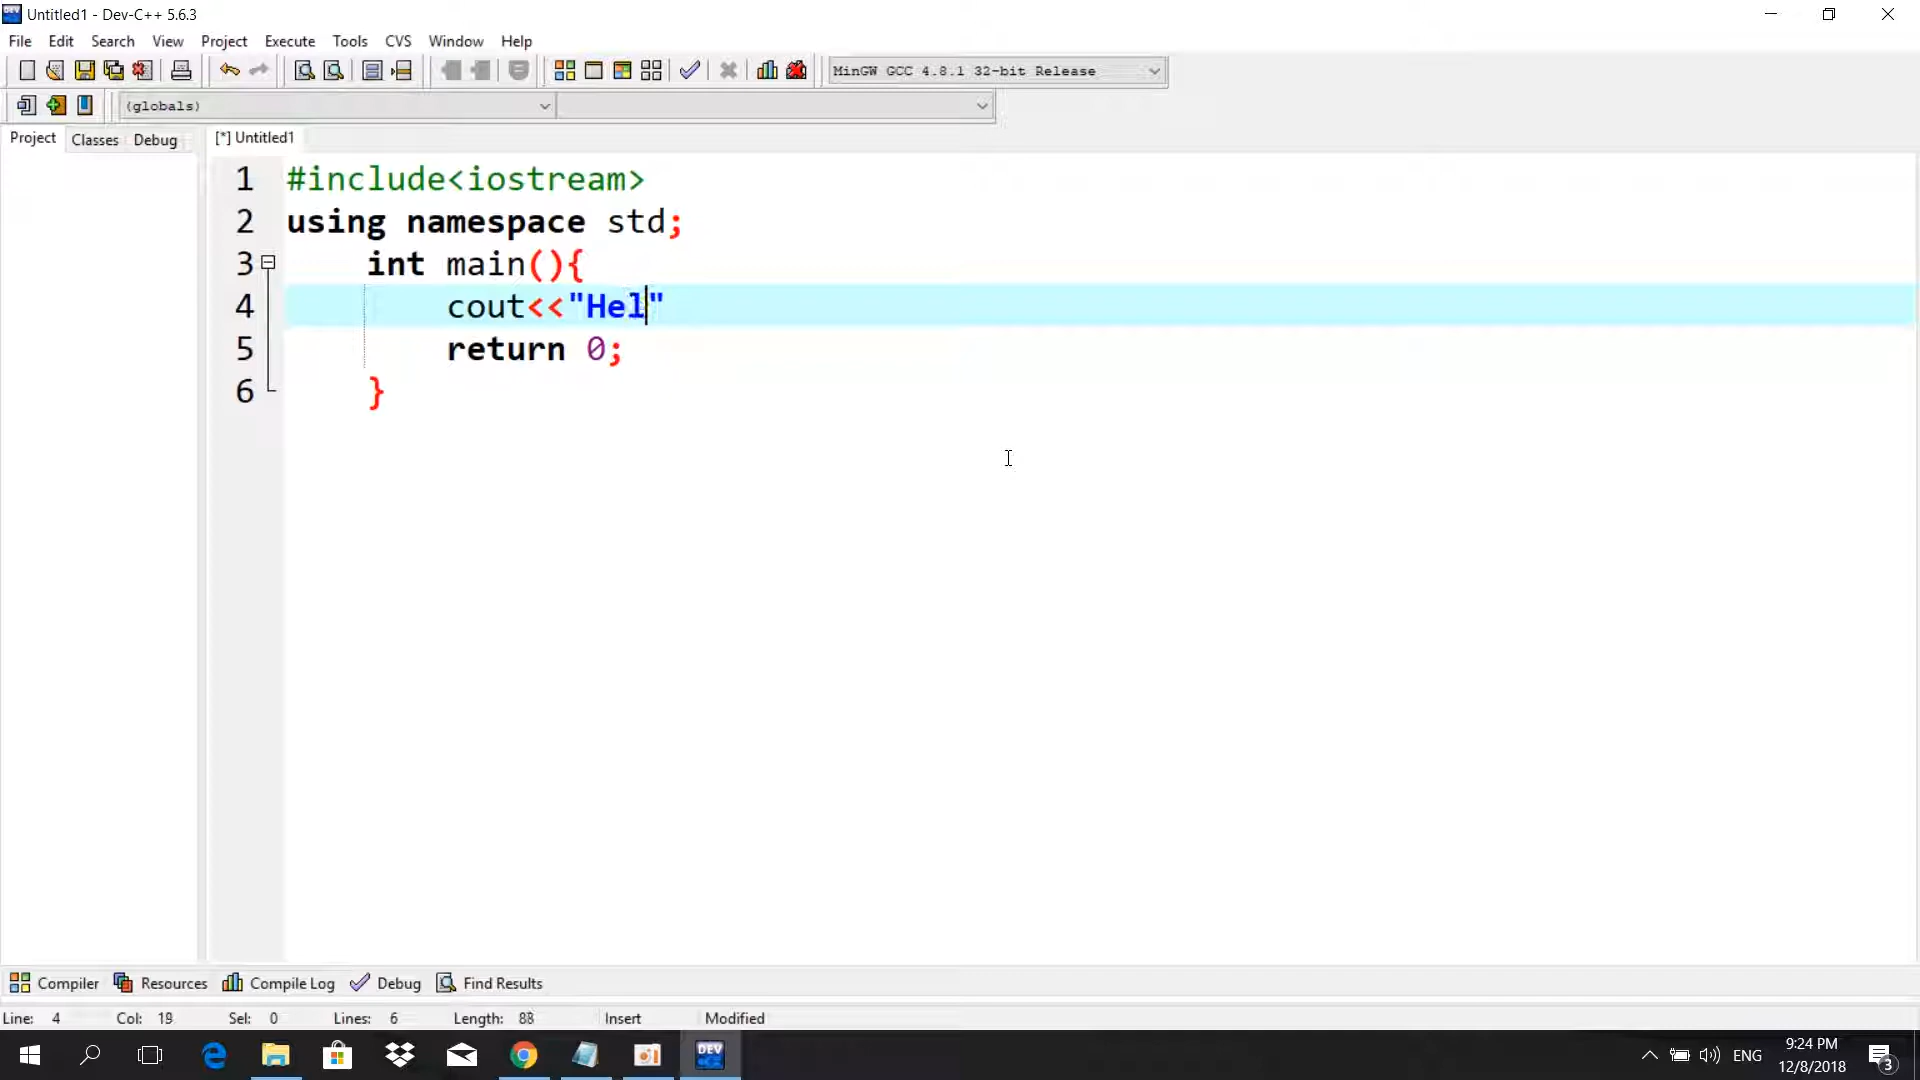 Untitled1 - Dev-C++ 5.6.3
File Edit Search View Project Execute Tools CVS Window Help
MinGW GCC 4.8.1 32-bit Release
(globals)
Project Classes Debug [*] Untitled1
1 #include<iostream>
2 using namespace std;
3 int main(){
4 cout<<"Hel"
5 return 0;
6 }
Compiler Resources Compile Log Debug Find Results
Line: 4 Col: 19 Sel: 0 Lines: 6 Length: 88 Insert Modified
DEV ENG 9:24 PM
12/8/2018 3